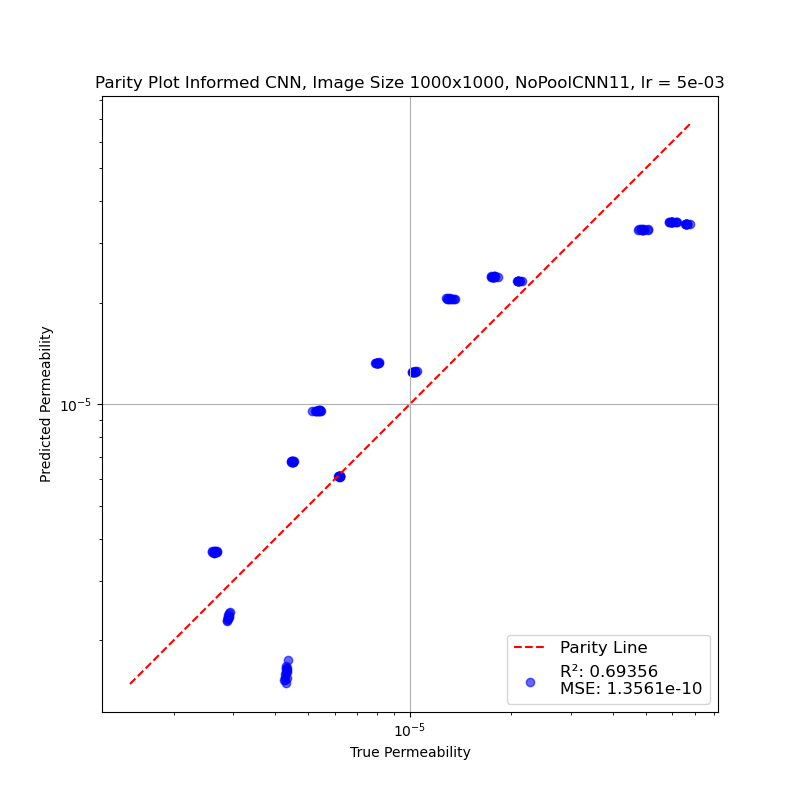 Parity Plot Informed CNN, Image Size 1000x1000, NoPoolCNN11, lr = 5e-03
Predicted Permeability
10⁻⁵
10⁻⁵
True Permeability
Parity Line
R²: 0.69356
MSE: 1.3561e-10